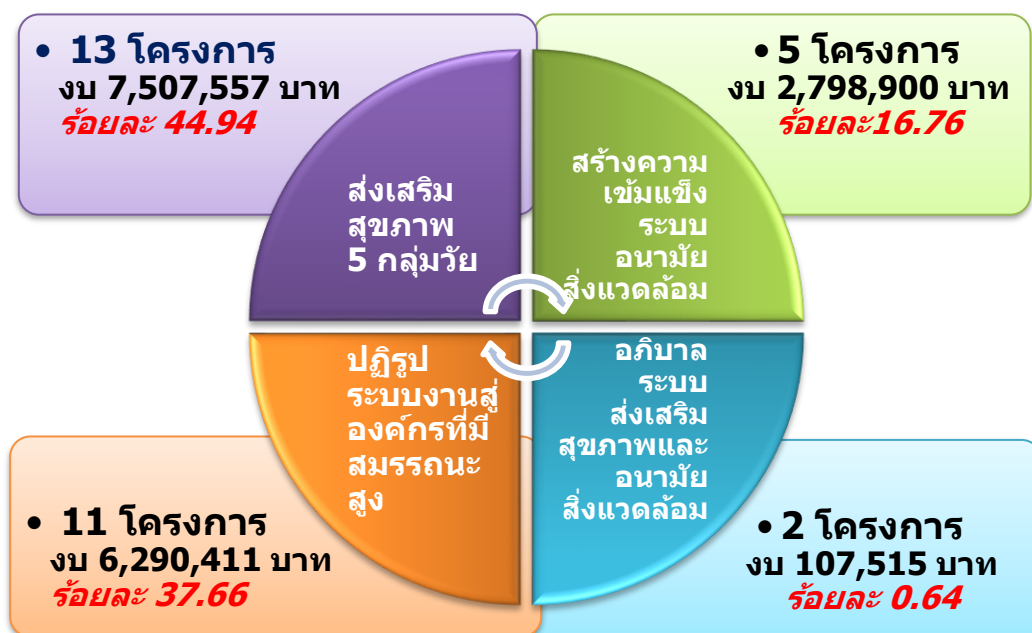 • 13 โครงการ
งบ 7,507,557 บาท
ร้อยละ 44.94
• 5 โครงการ
งบ 2,798,900 บาท
ร้อยละ16.76
ส่งเสริม
สุขภาพ
5 กลุ่มวัย
สร้างความ
เข้มแข็ง
ระบบ
อนามัย
สิ่งแวดล้อม
ปฏิรูป
ระบบงานสู่
องค์กรที่มี
สมรรถนะ
สูง
อภิบาล
ระบบ
ส่งเสริม
สุขภาพและ
อนามัย
สิ่งแวดล้อม
• 11 โครงการ
งบ 6,290,411 บาท
ร้อยละ 37.66
• 2 โครงการ
งบ 107,515 บาท
ร้อยละ 0.64